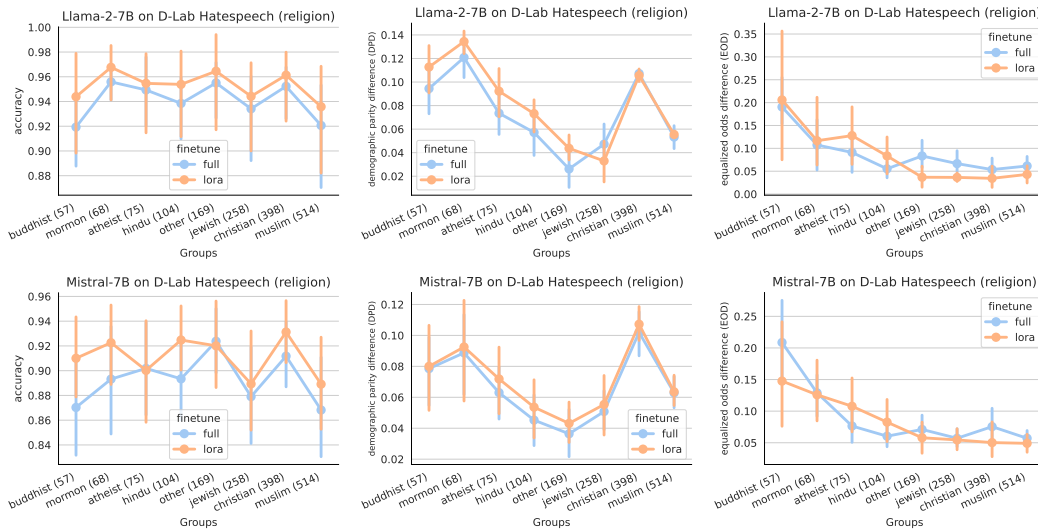 Llama-2-7B on D-Lab Hatespeech (religion)
accuracy
1.00
0.98
0.96
0.94
0.92
0.90
0.88
finetune
full
lora
buddhist (57)
mormon (68)
atheist (75)
hindu (104)
other (169)
jewish (258)
christian (398)
muslim (514)
Groups
Llama-2-7B on D-Lab Hatespeech (religion)
demographic parity difference (DPD)
0.14
0.12
0.10
0.08
0.06
0.04
0.02
finetune
full
lora
buddhist (57)
mormon (68)
atheist (75)
hindu (104)
other (169)
jewish (258)
christian (398)
muslim (514)
Groups
Llama-2-7B on D-Lab Hatespeech (religion)
equalized odds difference (EOD)
0.35
0.30
0.25
0.20
0.15
0.10
0.05
0.00
finetune
full
lora
buddhist (57)
mormon (68)
atheist (75)
hindu (104)
other (169)
jewish (258)
christian (398)
muslim (514)
Groups
Mistral-7B on D-Lab Hatespeech (religion)
accuracy
0.96
0.94
0.92
0.90
0.88
0.86
0.84
finetune
full
lora
buddhist (57)
mormon (68)
atheist (75)
hindu (104)
other (169)
jewish (258)
christian (398)
muslim (514)
Groups
Mistral-7B on D-Lab Hatespeech (religion)
demographic parity difference (DPD)
0.12
0.10
0.08
0.06
0.04
0.02
finetune
full
lora
buddhist (57)
mormon (68)
atheist (75)
hindu (104)
other (169)
jewish (258)
christian (398)
muslim (514)
Groups
Mistral-7B on D-Lab Hatespeech (religion)
equalized odds difference (EOD)
0.25
0.20
0.15
0.10
0.05
finetune
full
lora
buddhist (57)
mormon (68)
atheist (75)
hindu (104)
other (169)
jewish (258)
christian (398)
muslim (514)
Groups